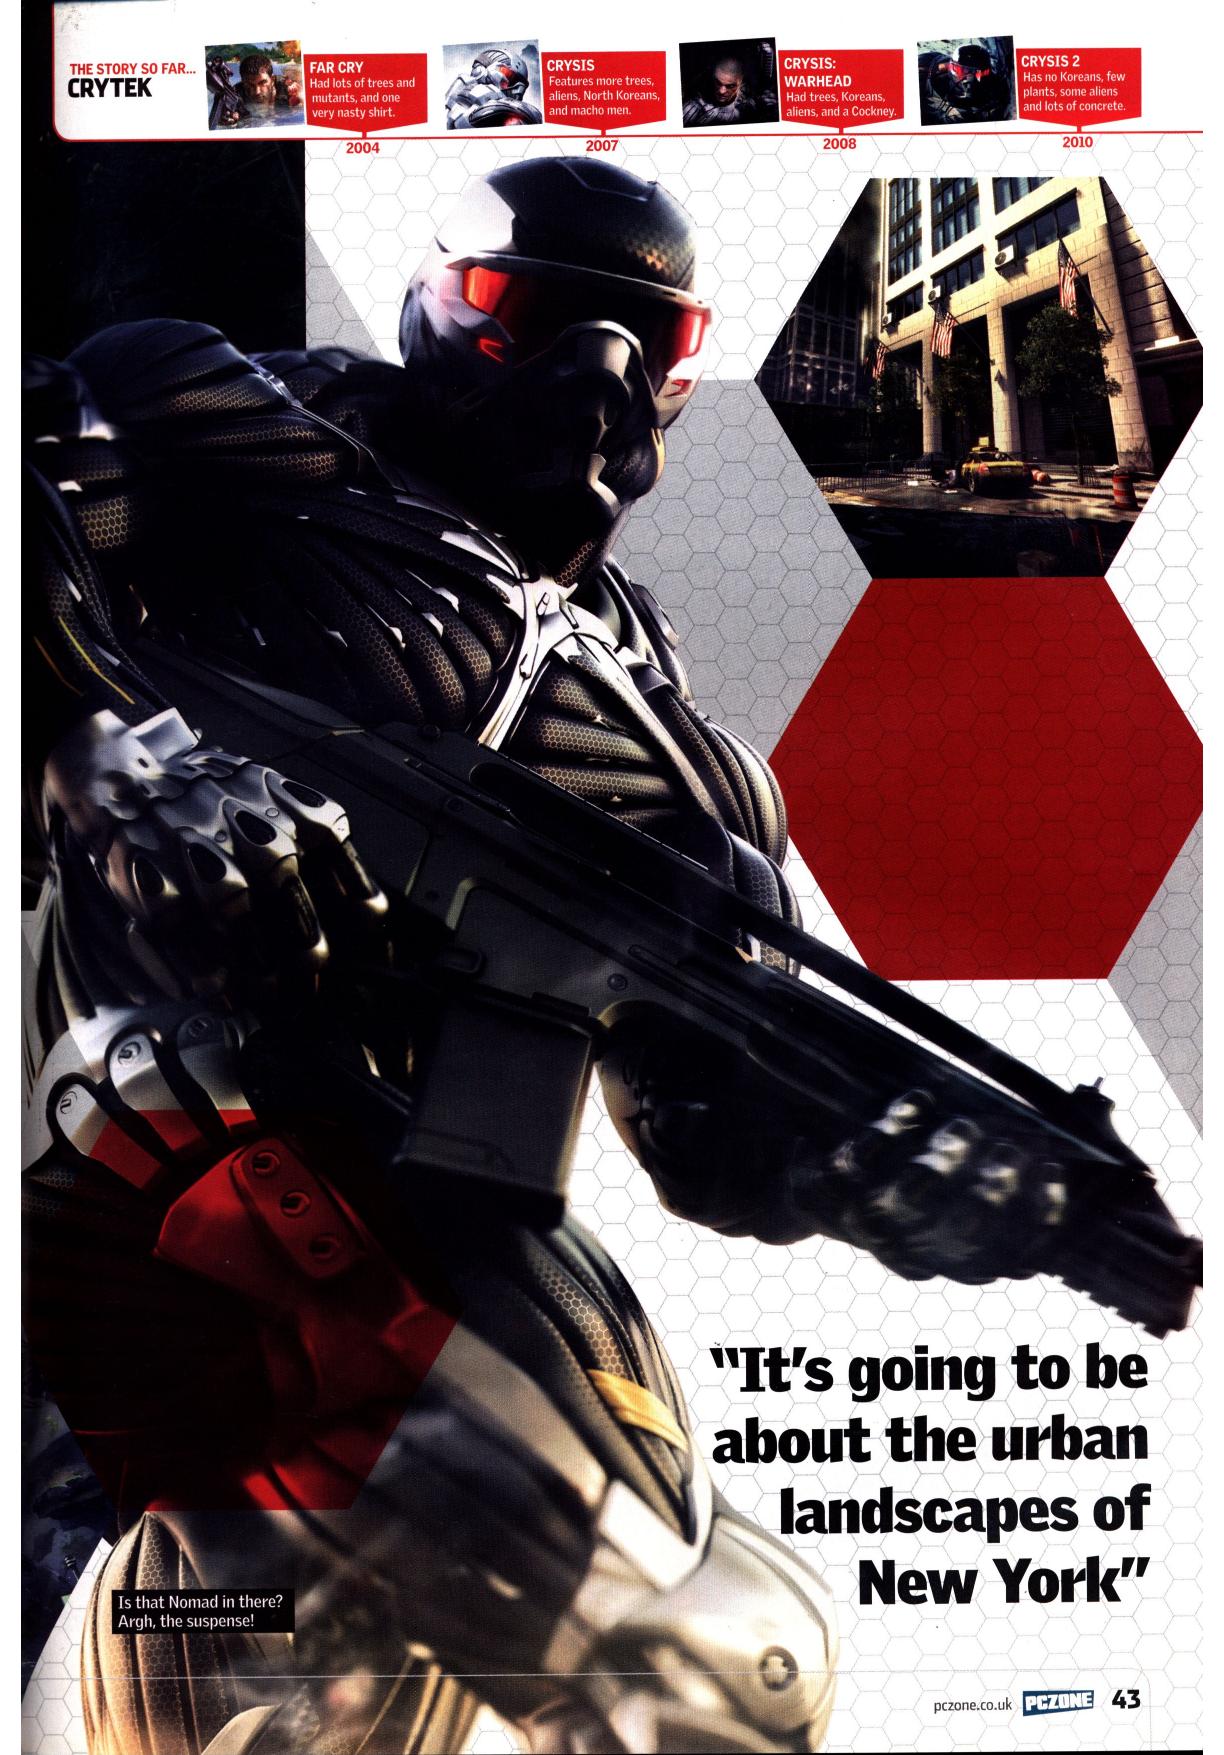 THE STORY SO FAR...
CRYTEK
FAR CRY
Had lots of trees and
mutants, and one
very nasty shirt.
2004
CRYSIS
Features more trees,
aliens, North Koreans,
and macho men.
2007
CRYSIS:
WARHEAD
Had trees, Koreans,
aliens, and a Cockney.
2008
CRYSIS 2
Has no Koreans, few
plants, some aliens
and lots of concrete.
2010
“It’s going to be
about the urban
landscapes of
New York”
Is that Nomad in there?
Argh, the suspense!
pczone.co.uk PCZONE 43